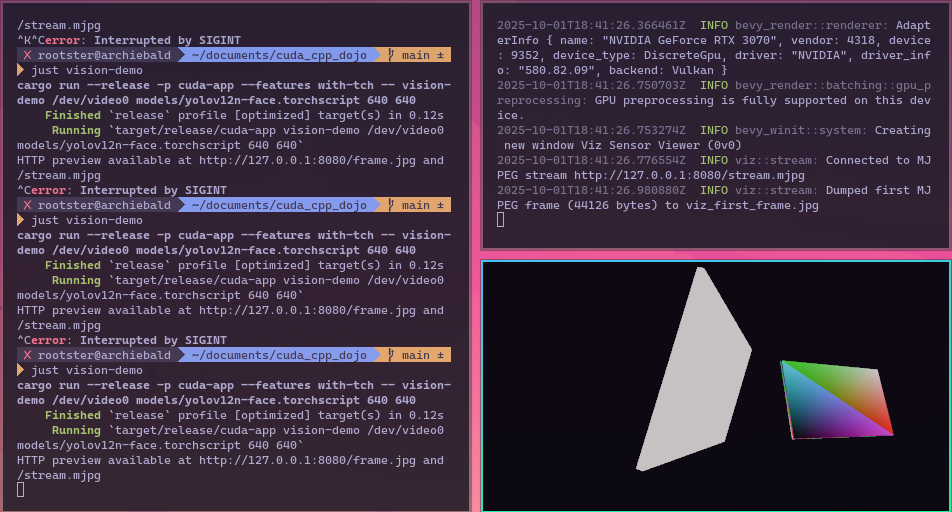 /stream.mjpg
^K^Cerror: Interrupted by SIGINT
X rootster@archiebald ~/documents/cuda_cpp_dojo main ±
just vision-demo
cargo run --release -p cuda-app --features with-tch -- vision-
demo /dev/video0 models/yolov12n-face.torchscript 640 640
Finished `release` profile [optimized] target(s) in 0.12s
Running `target/release/cuda-app vision-demo /dev/video0
models/yolov12n-face.torchscript 640 640`
HTTP preview available at http://127.0.0.1:8080/frame.jpg and
/stream.mjpg
^Cerror: Interrupted by SIGINT
X rootster@archiebald ~/documents/cuda_cpp_dojo main ±
just vision-demo
cargo run --release -p cuda-app --features with-tch -- vision-
demo /dev/video0 models/yolov12n-face.torchscript 640 640
Finished `release` profile [optimized] target(s) in 0.12s
Running `target/release/cuda-app vision-demo /dev/video0
models/yolov12n-face.torchscript 640 640`
HTTP preview available at http://127.0.0.1:8080/frame.jpg and
/stream.mjpg
^Cerror: Interrupted by SIGINT
X rootster@archiebald ~/documents/cuda_cpp_dojo main ±
just vision-demo
cargo run --release -p cuda-app --features with-tch -- vision-
demo /dev/video0 models/yolov12n-face.torchscript 640 640
Finished `release` profile [optimized] target(s) in 0.12s
Running `target/release/cuda-app vision-demo /dev/video0
models/yolov12n-face.torchscript 640 640`
HTTP preview available at http://127.0.0.1:8080/frame.jpg and
/stream.mjpg
2025-10-01T18:41:26.366461Z INFO bevy_render::renderer: Adapt
erInfo { name: "NVIDIA GeForce RTX 3070", vendor: 4318, device
: 9352, device_type: DiscreteGpu, driver: "NVIDIA", driver_inf
o: "580.82.09", backend: Vulkan }
2025-10-01T18:41:26.750703Z INFO bevy_render::batching::gpu_p
reprocessing: GPU preprocessing is fully supported on this dev
ice.
2025-10-01T18:41:26.753274Z INFO bevy_winit::system: Creating
new window Viz Sensor Viewer (0v0)
2025-10-01T18:41:26.776554Z INFO viz::stream: Connected to MJ
PEG stream http://127.0.0.1:8080/stream.mjpg
2025-10-01T18:41:26.980880Z INFO viz::stream: Dumped first MJ
PEG frame (44126 bytes) to viz_first_frame.jpg